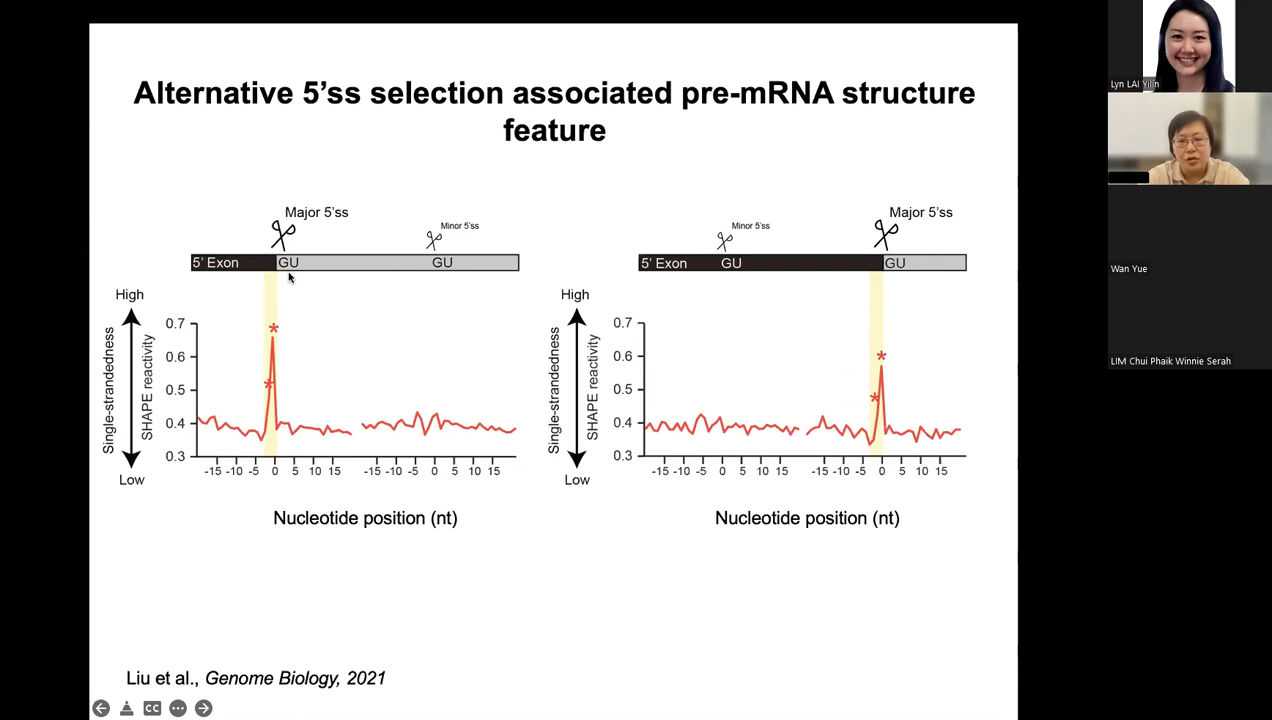 Alternative 5'ss selection associated pre-mRNA structure
feature
Major 5'ss
Minor 5'ss
5' Exon
GU
GU
High
Single-strandedness
SHAPE reactivity
Low
0.7
0.6
0.5
0.4
0.3
*
*
-15 -10 -5 0 5 10 15
-15 -10 -5 0 5 10 15
Nucleotide position (nt)
Minor 5'ss
Major 5'ss
5' Exon
GU
GU
High
Single-strandedness
SHAPE reactivity
Low
0.7
0.6
0.5
0.4
0.3
*
*
-15 -10 -5 0 5 10 15
-15 -10 -5 0 5 10 15
Nucleotide position (nt)
Liu et al., Genome Biology, 2021
CC
Lyn LAI Yilin
Wan Yue
LIM Chui Phaik Winnie Serah